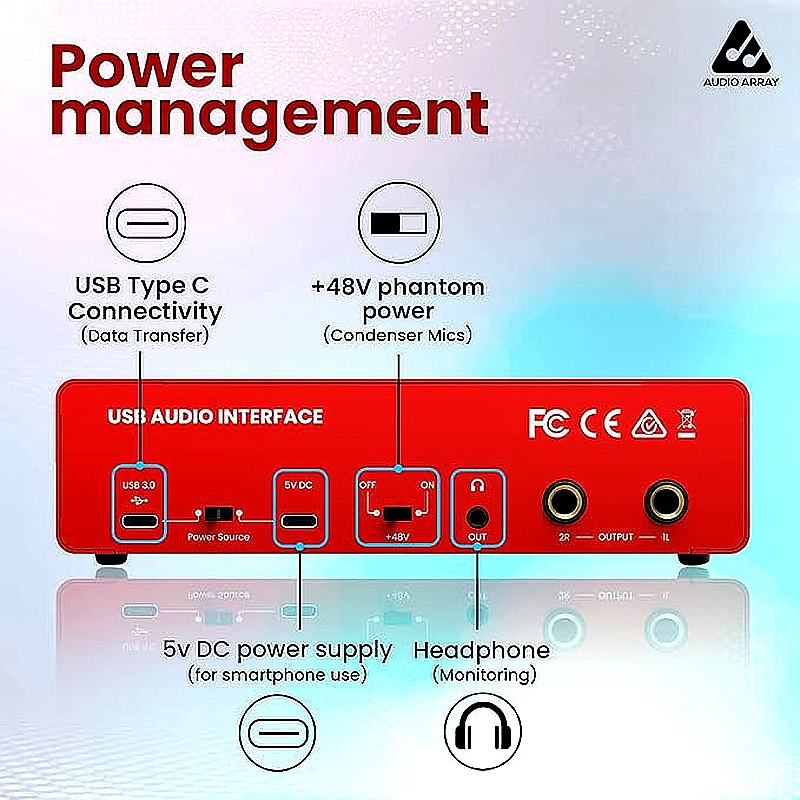 Power
management
AUDIO ARRAY
USB Type C
Connectivity
(Data Transfer)
+48V phantom
power
(Condenser Mics)
USB AUDIO INTERFACE
FC CE
USB 3.0
5V DC
OFF ON
Power Source
+48V
OUT
2R — OUTPUT — 1L
5v DC power supply
(for smartphone use)
Headphone
(Monitoring)